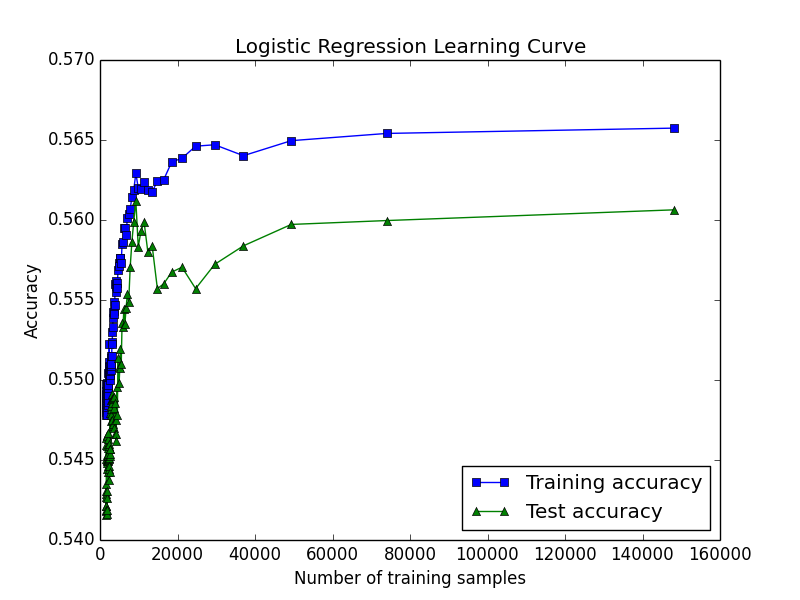 Logistic Regression Learning Curve
0.570
0.565
0.560
0.555
0.550
0.545
0.540
Accuracy
Training accuracy
Test accuracy
0 20000 40000 60000 80000 100000 120000 140000 160000
Number of training samples